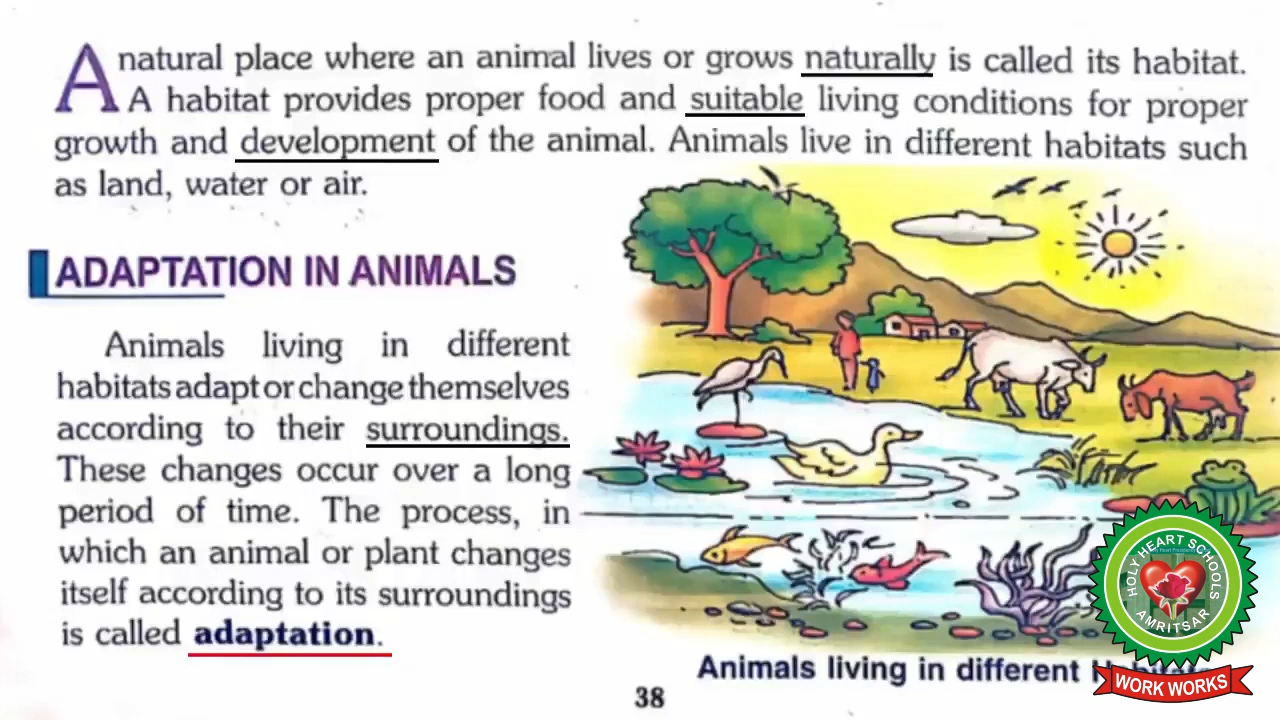 A natural place where an animal lives or grows naturally is called its habitat.
A habitat provides proper food and suitable living conditions for proper
growth and development of the animal. Animals live in different habitats such
as land, water or air.
ADAPTATION IN ANIMALS
Animals living in different
habitats adapt or change themselves
according to their surroundings.
These changes occur over a long
period of time. The process, in
which an animal or plant changes
itself according to its surroundings
is called adaptation.
Animals living in different
38
HOLY HEART SCHOOLS
AMRITSAR
WORK WORKS